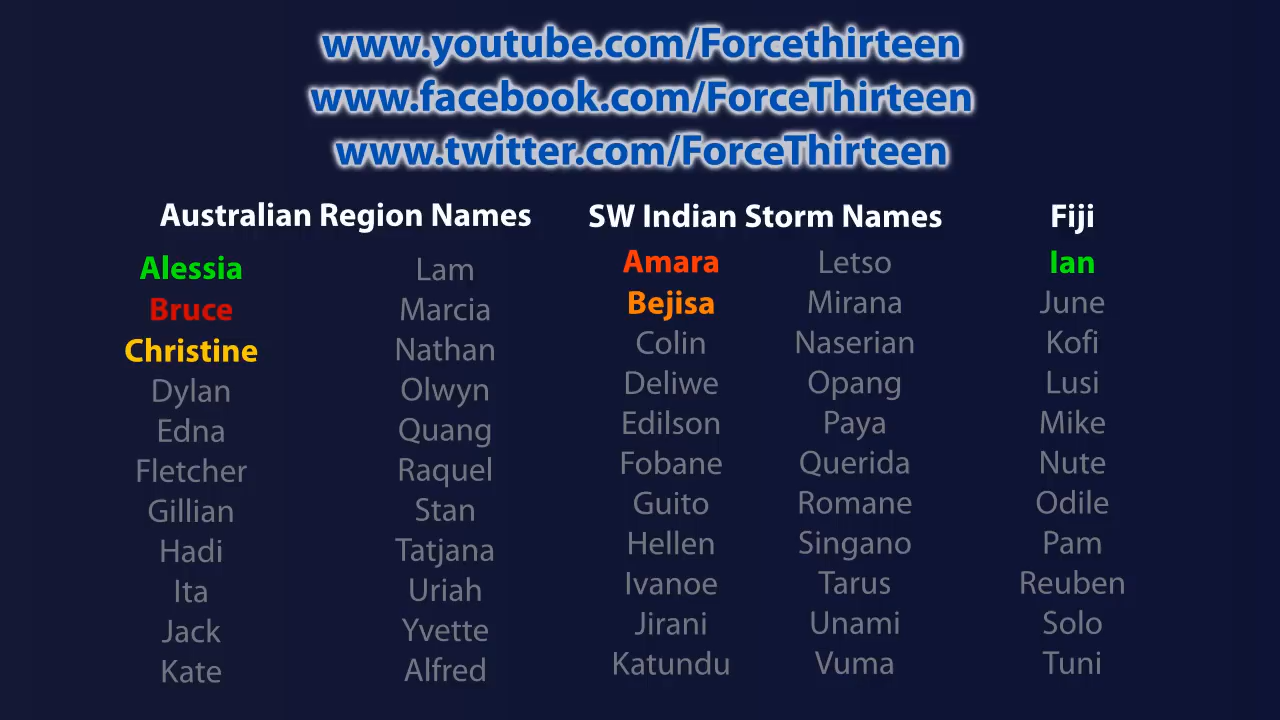 www.youtube.com/Forcethirteen
www.facebook.com/ForceThirteen
www.twitter.com/ForceThirteen
Australian Region Names
Alessia
Bruce
Christine
Dylan
Edna
Fletcher
Gillian
Hadi
Ita
Jack
Kate
Lam
Marcia
Nathan
Olwyn
Quang
Raquel
Stan
Tatjana
Uriah
Yvette
Alfred
SW Indian Storm Names
Amara
Bejisa
Colin
Deliwe
Edilson
Fobane
Guito
Hellen
Ivanoe
Jirani
Katundu
Letso
Mirana
Naserian
Opang
Paya
Querida
Romane
Singano
Tarus
Unami
Vuma
Fiji
Ian
June
Kofi
Lusi
Mike
Nute
Odile
Pam
Reuben
Solo
Tuni